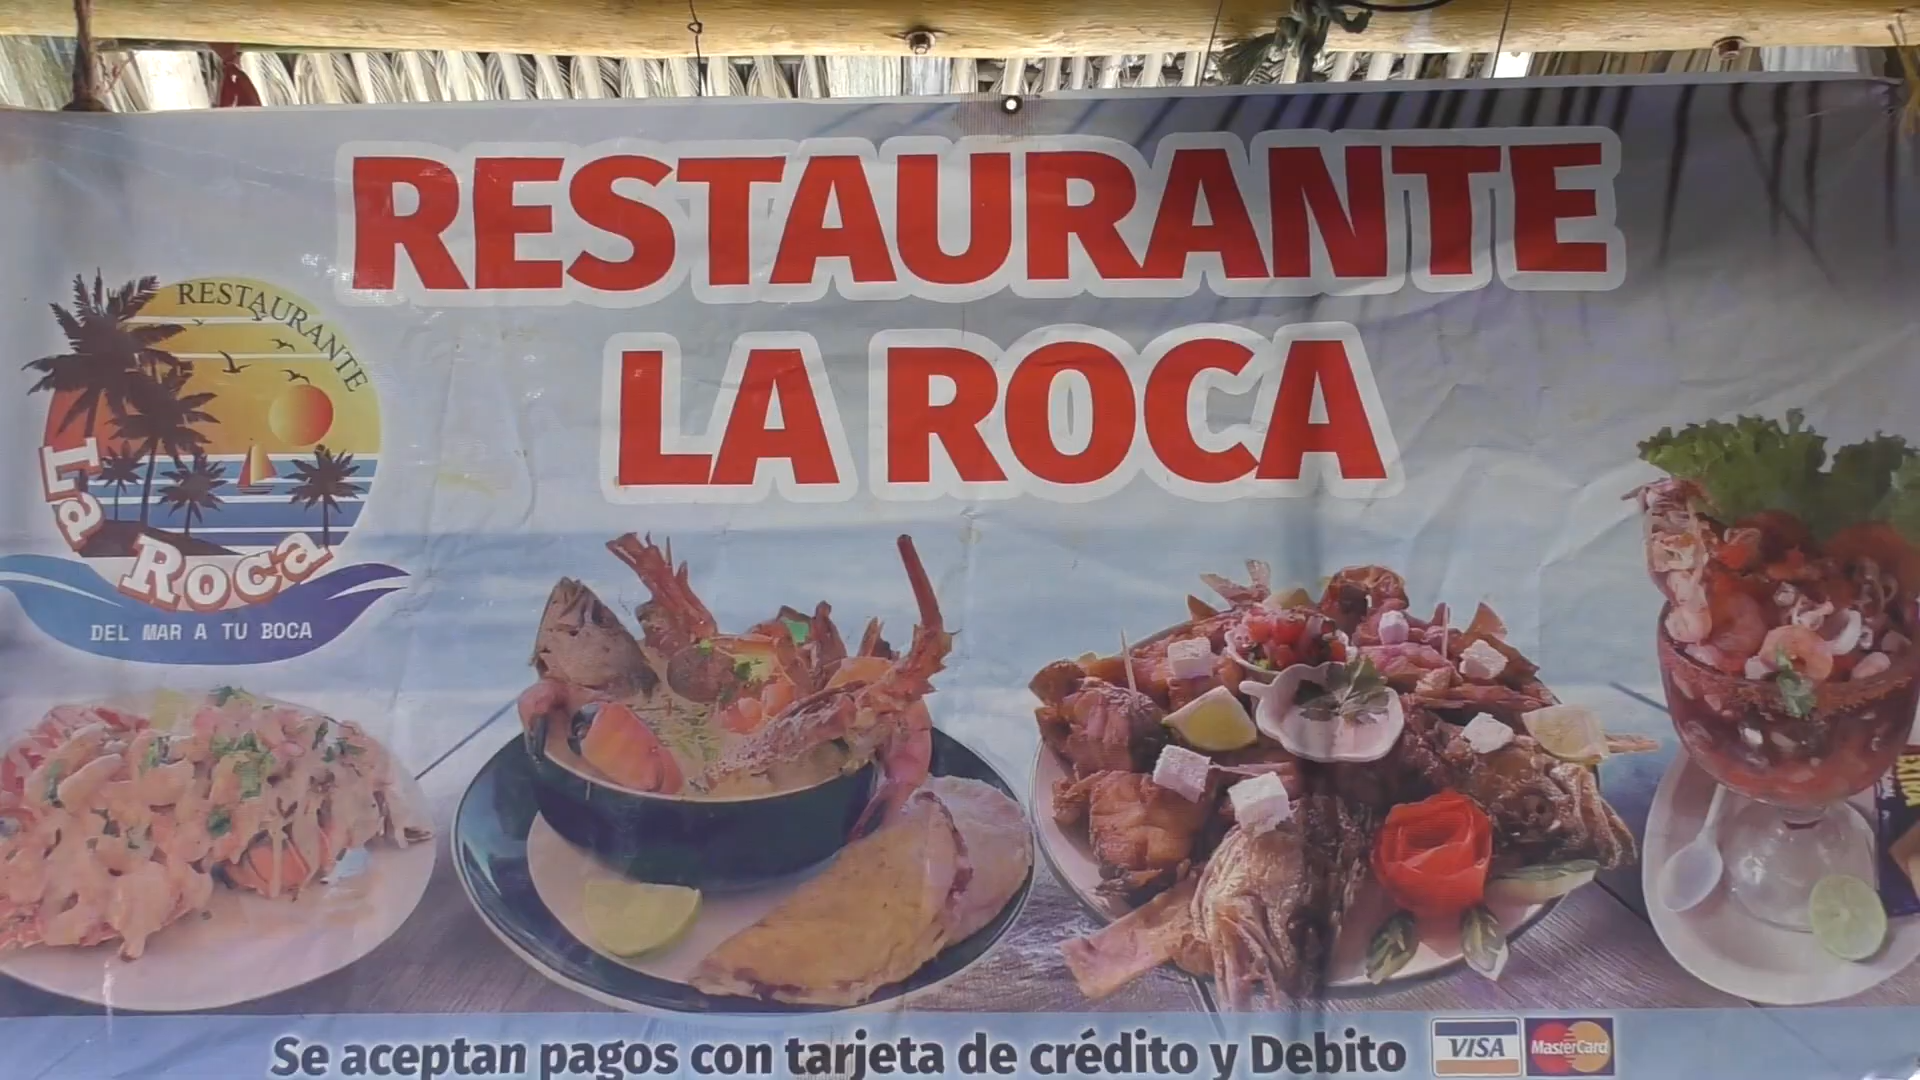 RESTAURANTE
LA ROCA
RESTAURANTE
La Roca
DEL MAR A TU BOCA
Se aceptan pagos con tarjeta de crédito y Debito
VISA
MasterCard